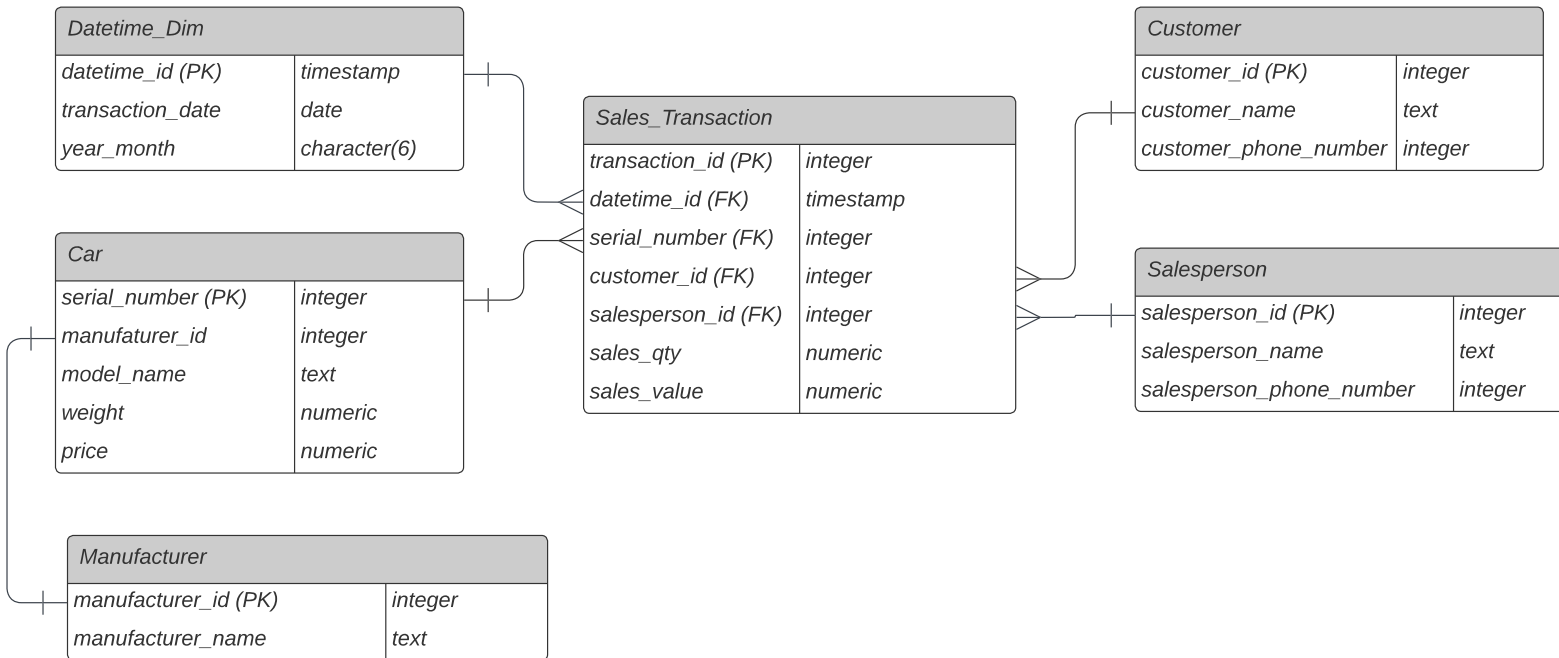 Datetime_Dim
datetime_id (PK) timestamp
transaction_date date
year_month character(6)
Car
serial_number (PK) integer
manufaturer_id integer
model_name text
weight numeric
price numeric
Manufacturer
manufacturer_id (PK) integer
manufacturer_name text
Sales_Transaction
transaction_id (PK) integer
datetime_id (FK) timestamp
serial_number (FK) integer
customer_id (FK) integer
salesperson_id (FK) integer
sales_qty numeric
sales_value numeric
Customer
customer_id (PK) integer
customer_name text
customer_phone_number integer
Salesperson
salesperson_id (PK) integer
salesperson_name text
salesperson_phone_number integer